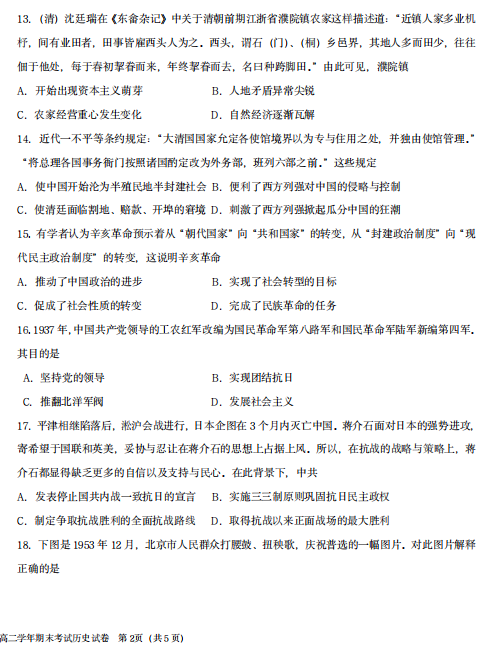 13.（清）沈廷瑞在《东畲杂记》中关于清朝前期江浙省濮院镇农家这样描述道：“近镇人家多业机
杼，间有业田者，田事皆雇西头人为之。西头，谓石（门）、（桐）乡邑界，其地人多而田少，往往
佃于他处，每于春初挈眷而来，年终挈眷而去，名曰种跨脚田。”由此可见，濮院镇
A．开始出现资本主义萌芽 B．人地矛盾异常尖锐
C．农家经营重心发生变化 D．自然经济逐渐瓦解
14．近代一不平等条约规定：“大清国国家允定各使馆境界以为专与住用之处，并独由使馆管理。”
“将总理各国事务衙门按照诸国酌定改为外务部，班列六部之前。”这些规定
A．使中国开始沦为半殖民地半封建社会 B．便利了西方列强对中国的侵略与控制
C．使清廷面临割地、赔款、开埠的窘境 D．刺激了西方列强掀起瓜分中国的狂潮
15．有学者认为辛亥革命预示着从“朝代国家”向“共和国家”的转变，从“封建政治制度”向“现
代民主政治制度”的转变，这说明辛亥革命
A．推动了中国政治的进步 B．实现了社会转型的目标
C．促成了社会性质的转变 D．完成了民族革命的任务
16.1937年，中国共产党领导的工农红军改编为国民革命军第八路军和国民革命军陆军新编第四军。
其目的是
A．坚持党的领导 B．实现团结抗日
C．推翻北洋军阀 D．发展社会主义
17．平津相继陷落后，淞沪会战进行，日本企图在3个月内灭亡中国。蒋介石面对日本的强势进攻，
寄希望于国联和英美，妥协与忍让在蒋介石的思想上占据上风。所以，在抗战的战略与策略上，蒋
介石都显得缺乏更多的自信以及支持与民心。在此背景下，中共
A．发表停止国共内战一致抗日的宣言 B．实施三三制原则巩固抗日民主政权
C．制定争取抗战胜利的全面抗战路线 D．取得抗战以来正面战场的最大胜利
18．下图是1953年12月，北京市人民群众打腰鼓、扭秧歌，庆祝普选的一幅图片。对此图片解释
正确的是
高二学年期末考试历史试卷 第2页（共5页）